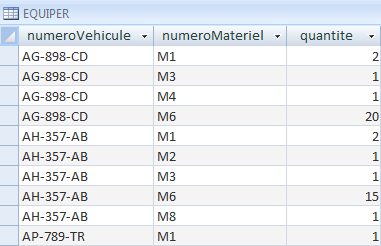 EQUIPER
numeroVehicule numeroMateriel quantite
AG-898-CD M1 2
AG-898-CD M3 1
AG-898-CD M4 1
AG-898-CD M6 20
AH-357-AB M1 2
AH-357-AB M2 1
AH-357-AB M3 1
AH-357-AB M6 15
AH-357-AB M8 1
AP-789-TR M1 1